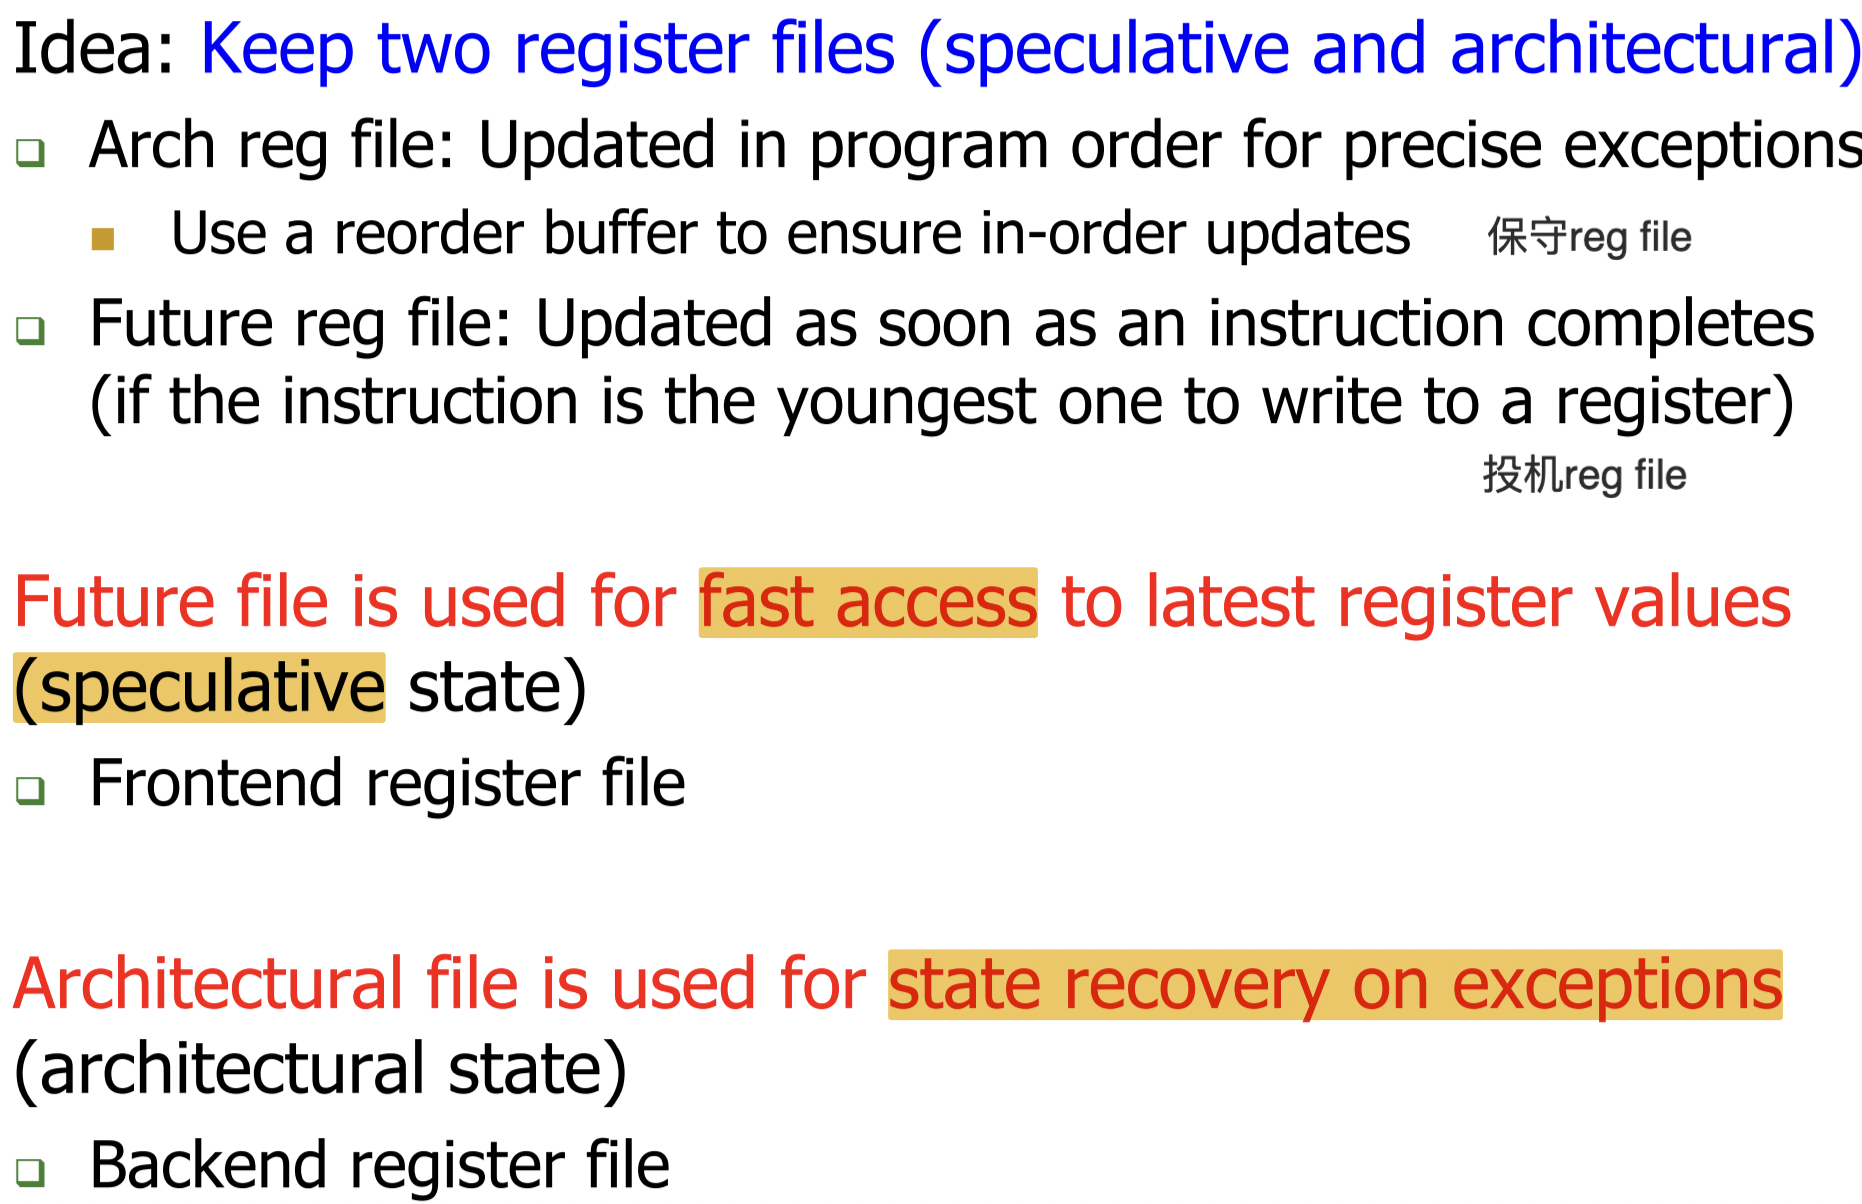 Idea: Keep two register files (speculative and architectural)
Arch reg file: Updated in program order for precise exceptions
Use a reorder buffer to ensure in-order updates
保守reg file
Future reg file: Updated as soon as an instruction completes
(if the instruction is the youngest one to write to a register)
投机reg file
Future file is used for fast access to latest register values
(speculative state)
Frontend register file
Architectural file is used for state recovery on exceptions
(architectural state)
Backend register file